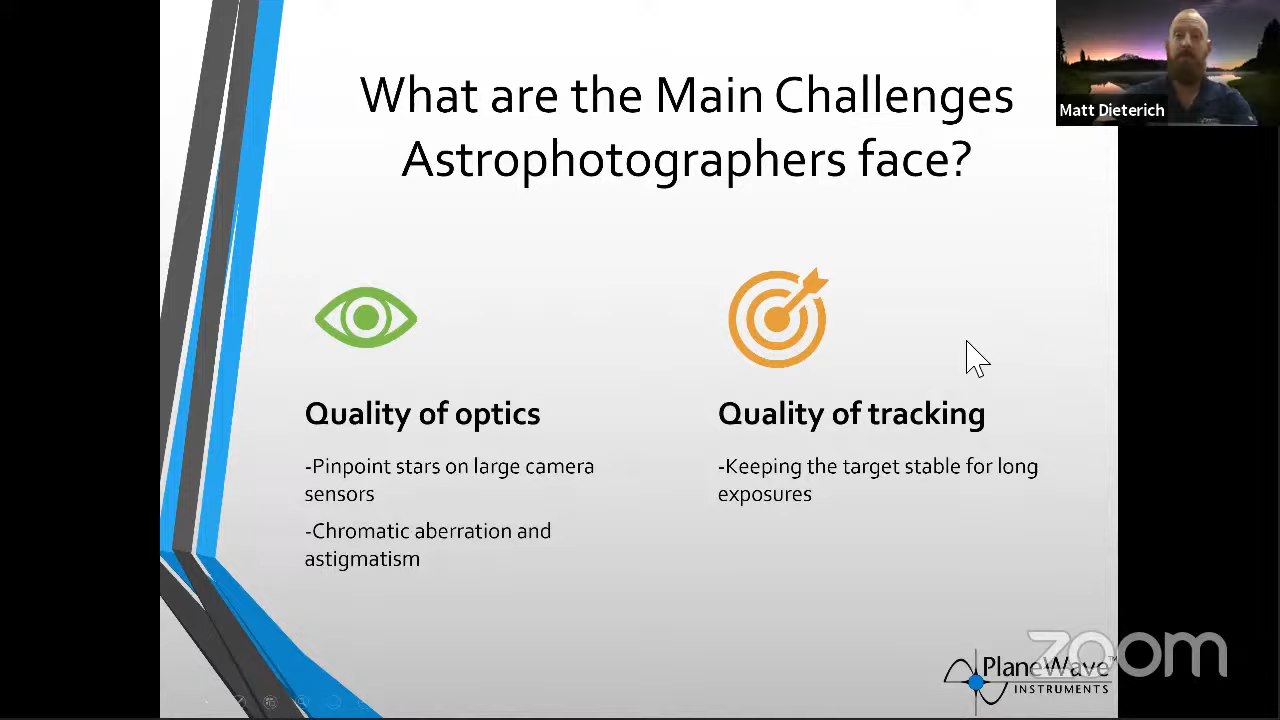 What are the Main Challenges
Astrophotographers face?
Matt Dieterich
Quality of optics
-Pinpoint stars on large camera
sensors
-Chromatic aberration and
astigmatism
Quality of tracking
-Keeping the target stable for long
exposures
zoom
PlaneWave™
INSTRUMENTS